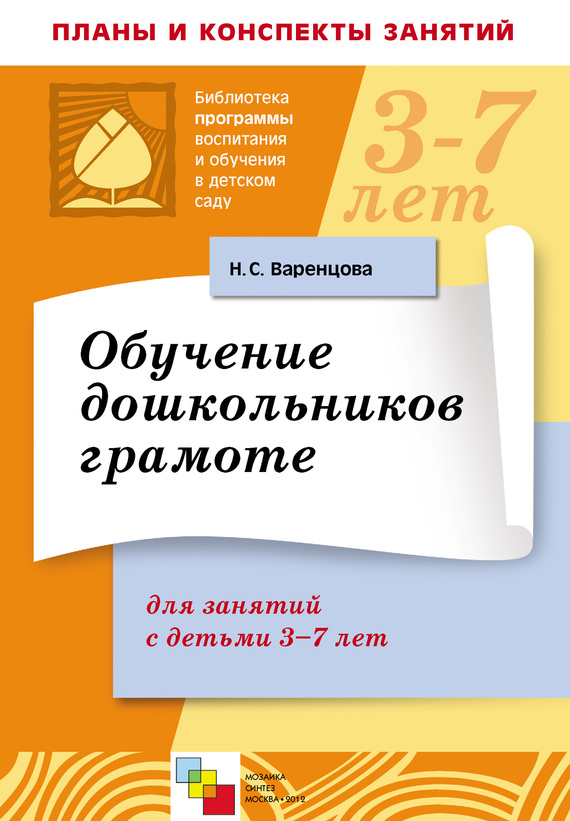 ПЛАНЫ И КОНСПЕКТЫ ЗАНЯТИЙ
Библиотека
программы
воспитания
и обучения
в детском
саду
3-7
лет
Н. С. Варенцова
Обучение
дошкольников
грамоте
для занятий
с детьми 3–7 лет
МОЗАИКА
СИНТЕЗ
МОСКВА • 2012